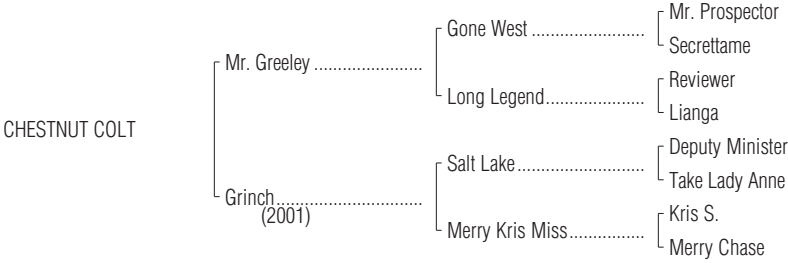 Mr. Prospector
Gone West ........................
Secrettame
Mr. Greeley .......................
Reviewer
Long Legend.....................
Lianga
CHESTNUT COLT
Deputy Minister
Salt Lake...........................
Take Lady Anne
Grinch...............................
(2001)
Kris S.
Merry Kris Miss................
Merry Chase